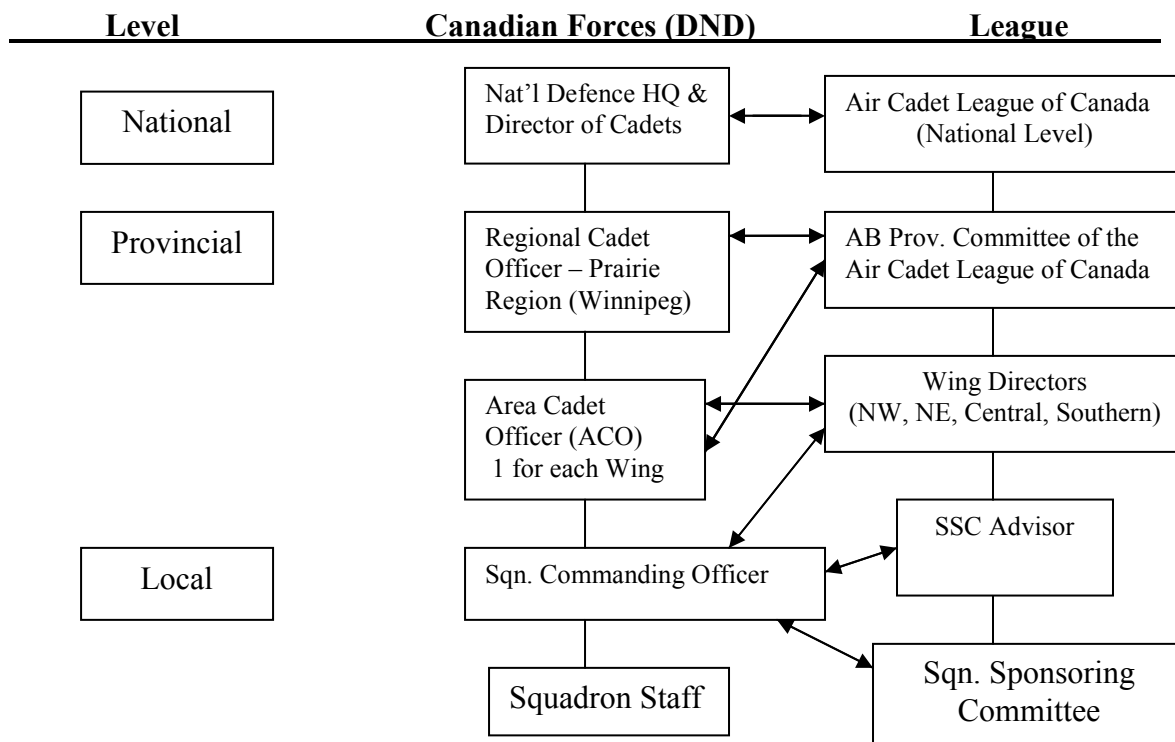 Level Canadian Forces (DND) League
National
Nat'l Defence HQ &
Director of Cadets
Air Cadet League of Canada
(National Level)
Provincial
Regional Cadet
Officer – Prairie
Region (Winnipeg)
AB Prov. Committee of the
Air Cadet League of Canada
Area Cadet
Officer (ACO)
1 for each Wing
Wing Directors
(NW, NE, Central, Southern)
SSC Advisor
Local
Sqn. Commanding Officer
Squadron Staff
Sqn. Sponsoring
Committee